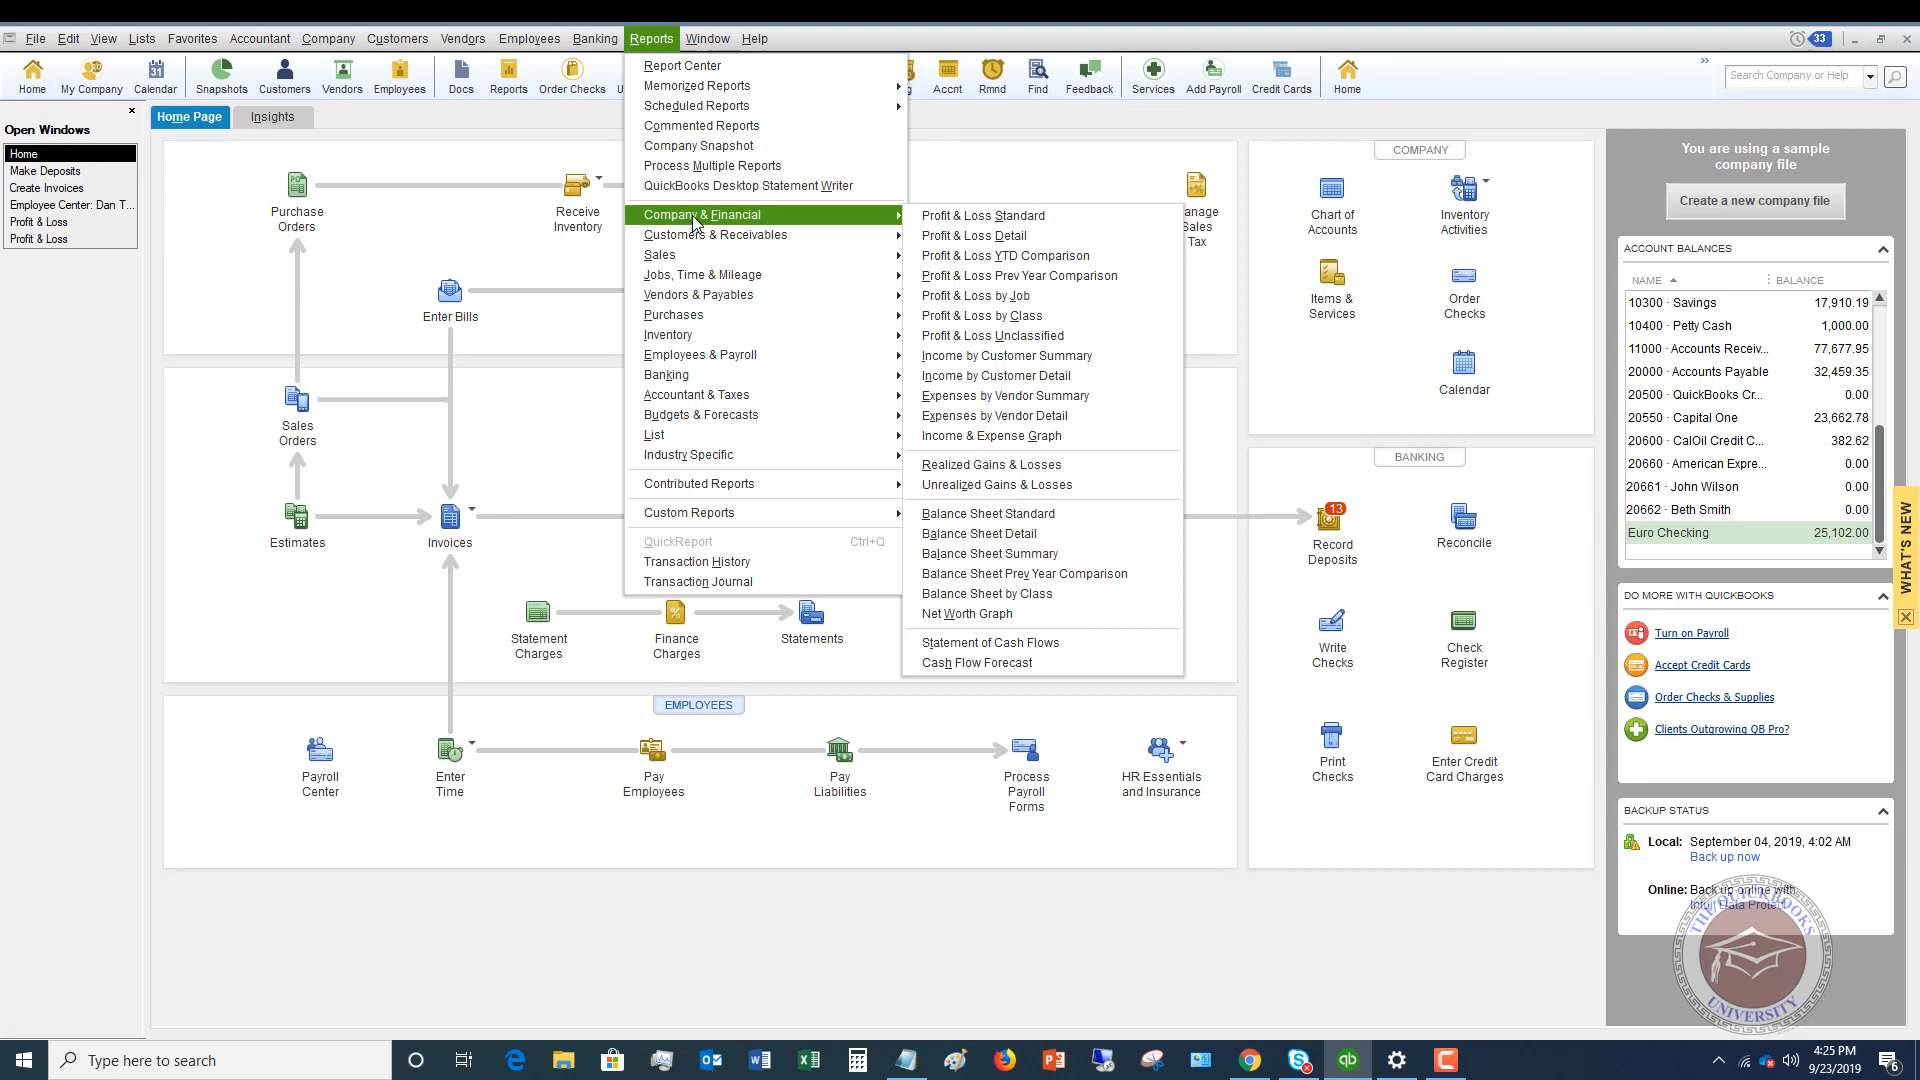 File Edit View Lists Favorites Accountant Company Customers Vendors Employees Banking Reports Window Help
33
Home My Company Calendar Snapshots Customers Vendors Employees Docs Reports Order Checks Accnt Rmnd Find Feedback Services Add Payroll Credit Cards Home
Search Company or Help
Open Windows
Home
Make Deposits
Create Invoices
Employee Center: Dan T...
Profit & Loss
Profit & Loss
Home Page
Insights
Report Center
Memorized Reports
Scheduled Reports
Commented Reports
Company Snapshot
Process Multiple Reports
QuickBooks Desktop Statement Writer
Company & Financial
Customers & Receivables
Sales
Jobs, Time & Mileage
Vendors & Payables
Purchases
Inventory
Employees & Payroll
Banking
Accountant & Taxes
Budgets & Forecasts
List
Industry Specific
Contributed Reports
Custom Reports
QuickReport Ctrl+Q
Transaction History
Transaction Journal
Profit & Loss Standard
Profit & Loss Detail
Profit & Loss YTD Comparison
Profit & Loss Prev Year Comparison
Profit & Loss by Job
Profit & Loss by Class
Profit & Loss Unclassified
Income by Customer Summary
Income by Customer Detail
Expenses by Vendor Summary
Expenses by Vendor Detail
Income & Expense Graph
Realized Gains & Losses
Unrealized Gains & Losses
Balance Sheet Standard
Balance Sheet Detail
Balance Sheet Summary
Balance Sheet Prev Year Comparison
Balance Sheet by Class
Net Worth Graph
Statement of Cash Flows
Cash Flow Forecast
Purchase
Orders
Receive
Inventory
Sales
Tax
Enter Bills
Sales
Orders
Estimates
Invoices
Statement
Charges
Finance
Charges
Statements
EMPLOYEES
Payroll
Center
Enter
Time
Pay
Employees
Pay
Liabilities
Process
Payroll
Forms
HR Essentials
and Insurance
COMPANY
Chart of
Accounts
Inventory
Activities
Items &
Services
Order
Checks
Calendar
BANKING
13
Record
Deposits
Reconcile
Write
Checks
Check
Register
Print
Checks
Enter Credit
Card Charges
You are using a sample
company file
Create a new company file
ACCOUNT BALANCES
NAME BALANCE
10300 · Savings 17,910.19
10400 · Petty Cash 1,000.00
11000 · Accounts Receiv... 77,677.95
20000 · Accounts Payable 32,459.35
20500 · QuickBooks Cr... 0.00
20550 · Capital One 23,662.78
20600 · CalOil Credit C... 382.62
20660 · American Expre... 0.00
20661 · John Wilson 0.00
20662 · Beth Smith 0.00
Euro Checking 25,102.00
WHAT'S NEW
DO MORE WITH QUICKBOOKS
Turn on Payroll
Accept Credit Cards
Order Checks & Supplies
Clients Outgrowing QB Pro?
BACKUP STATUS
Local: September 04, 2019, 4:02 AM
Back up now
Online: Back up online with
Intuit Data Protect
THE QUICKBOOKS
UNIVERSITY
Type here to search
4:25 PM
9/23/2019
6